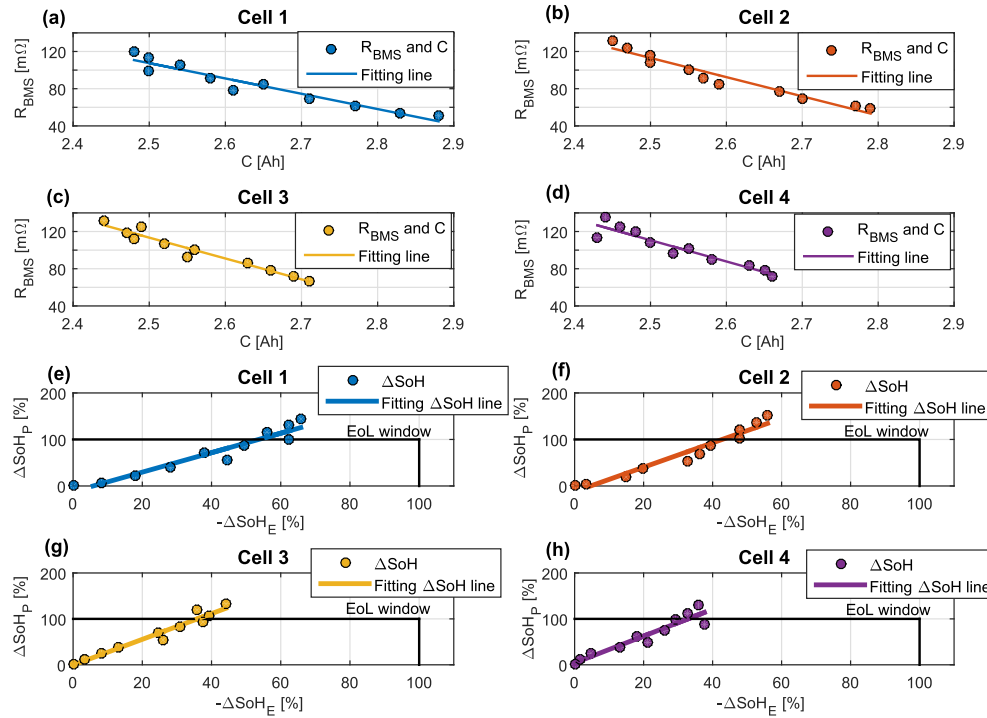 (a) Cell 1
R_BMS [mΩ]
120
80
40
R_BMS and C
Fitting line
2.4 2.5 2.6 2.7 2.8 2.9
C [Ah]
(b) Cell 2
R_BMS [mΩ]
120
80
40
R_BMS and C
Fitting line
2.4 2.5 2.6 2.7 2.8 2.9
C [Ah]
(c) Cell 3
R_BMS [mΩ]
120
80
40
R_BMS and C
Fitting line
2.4 2.5 2.6 2.7 2.8 2.9
C [Ah]
(d) Cell 4
R_BMS [mΩ]
120
80
40
R_BMS and C
Fitting line
2.4 2.5 2.6 2.7 2.8 2.9
C [Ah]
(e) Cell 1
ΔSoH_P [%]
200
100
0
ΔSoH
Fitting ΔSoH line
EoL window
0 20 40 60 80 100
-ΔSoH_E [%]
(f) Cell 2
ΔSoH_P [%]
200
100
0
ΔSoH
Fitting ΔSoH line
EoL window
0 20 40 60 80 100
-ΔSoH_E [%]
(g) Cell 3
ΔSoH_P [%]
200
100
0
ΔSoH
Fitting ΔSoH line
EoL window
0 20 40 60 80 100
-ΔSoH_E [%]
(h) Cell 4
ΔSoH_P [%]
200
100
0
ΔSoH
Fitting ΔSoH line
EoL window
0 20 40 60 80 100
-ΔSoH_E [%]